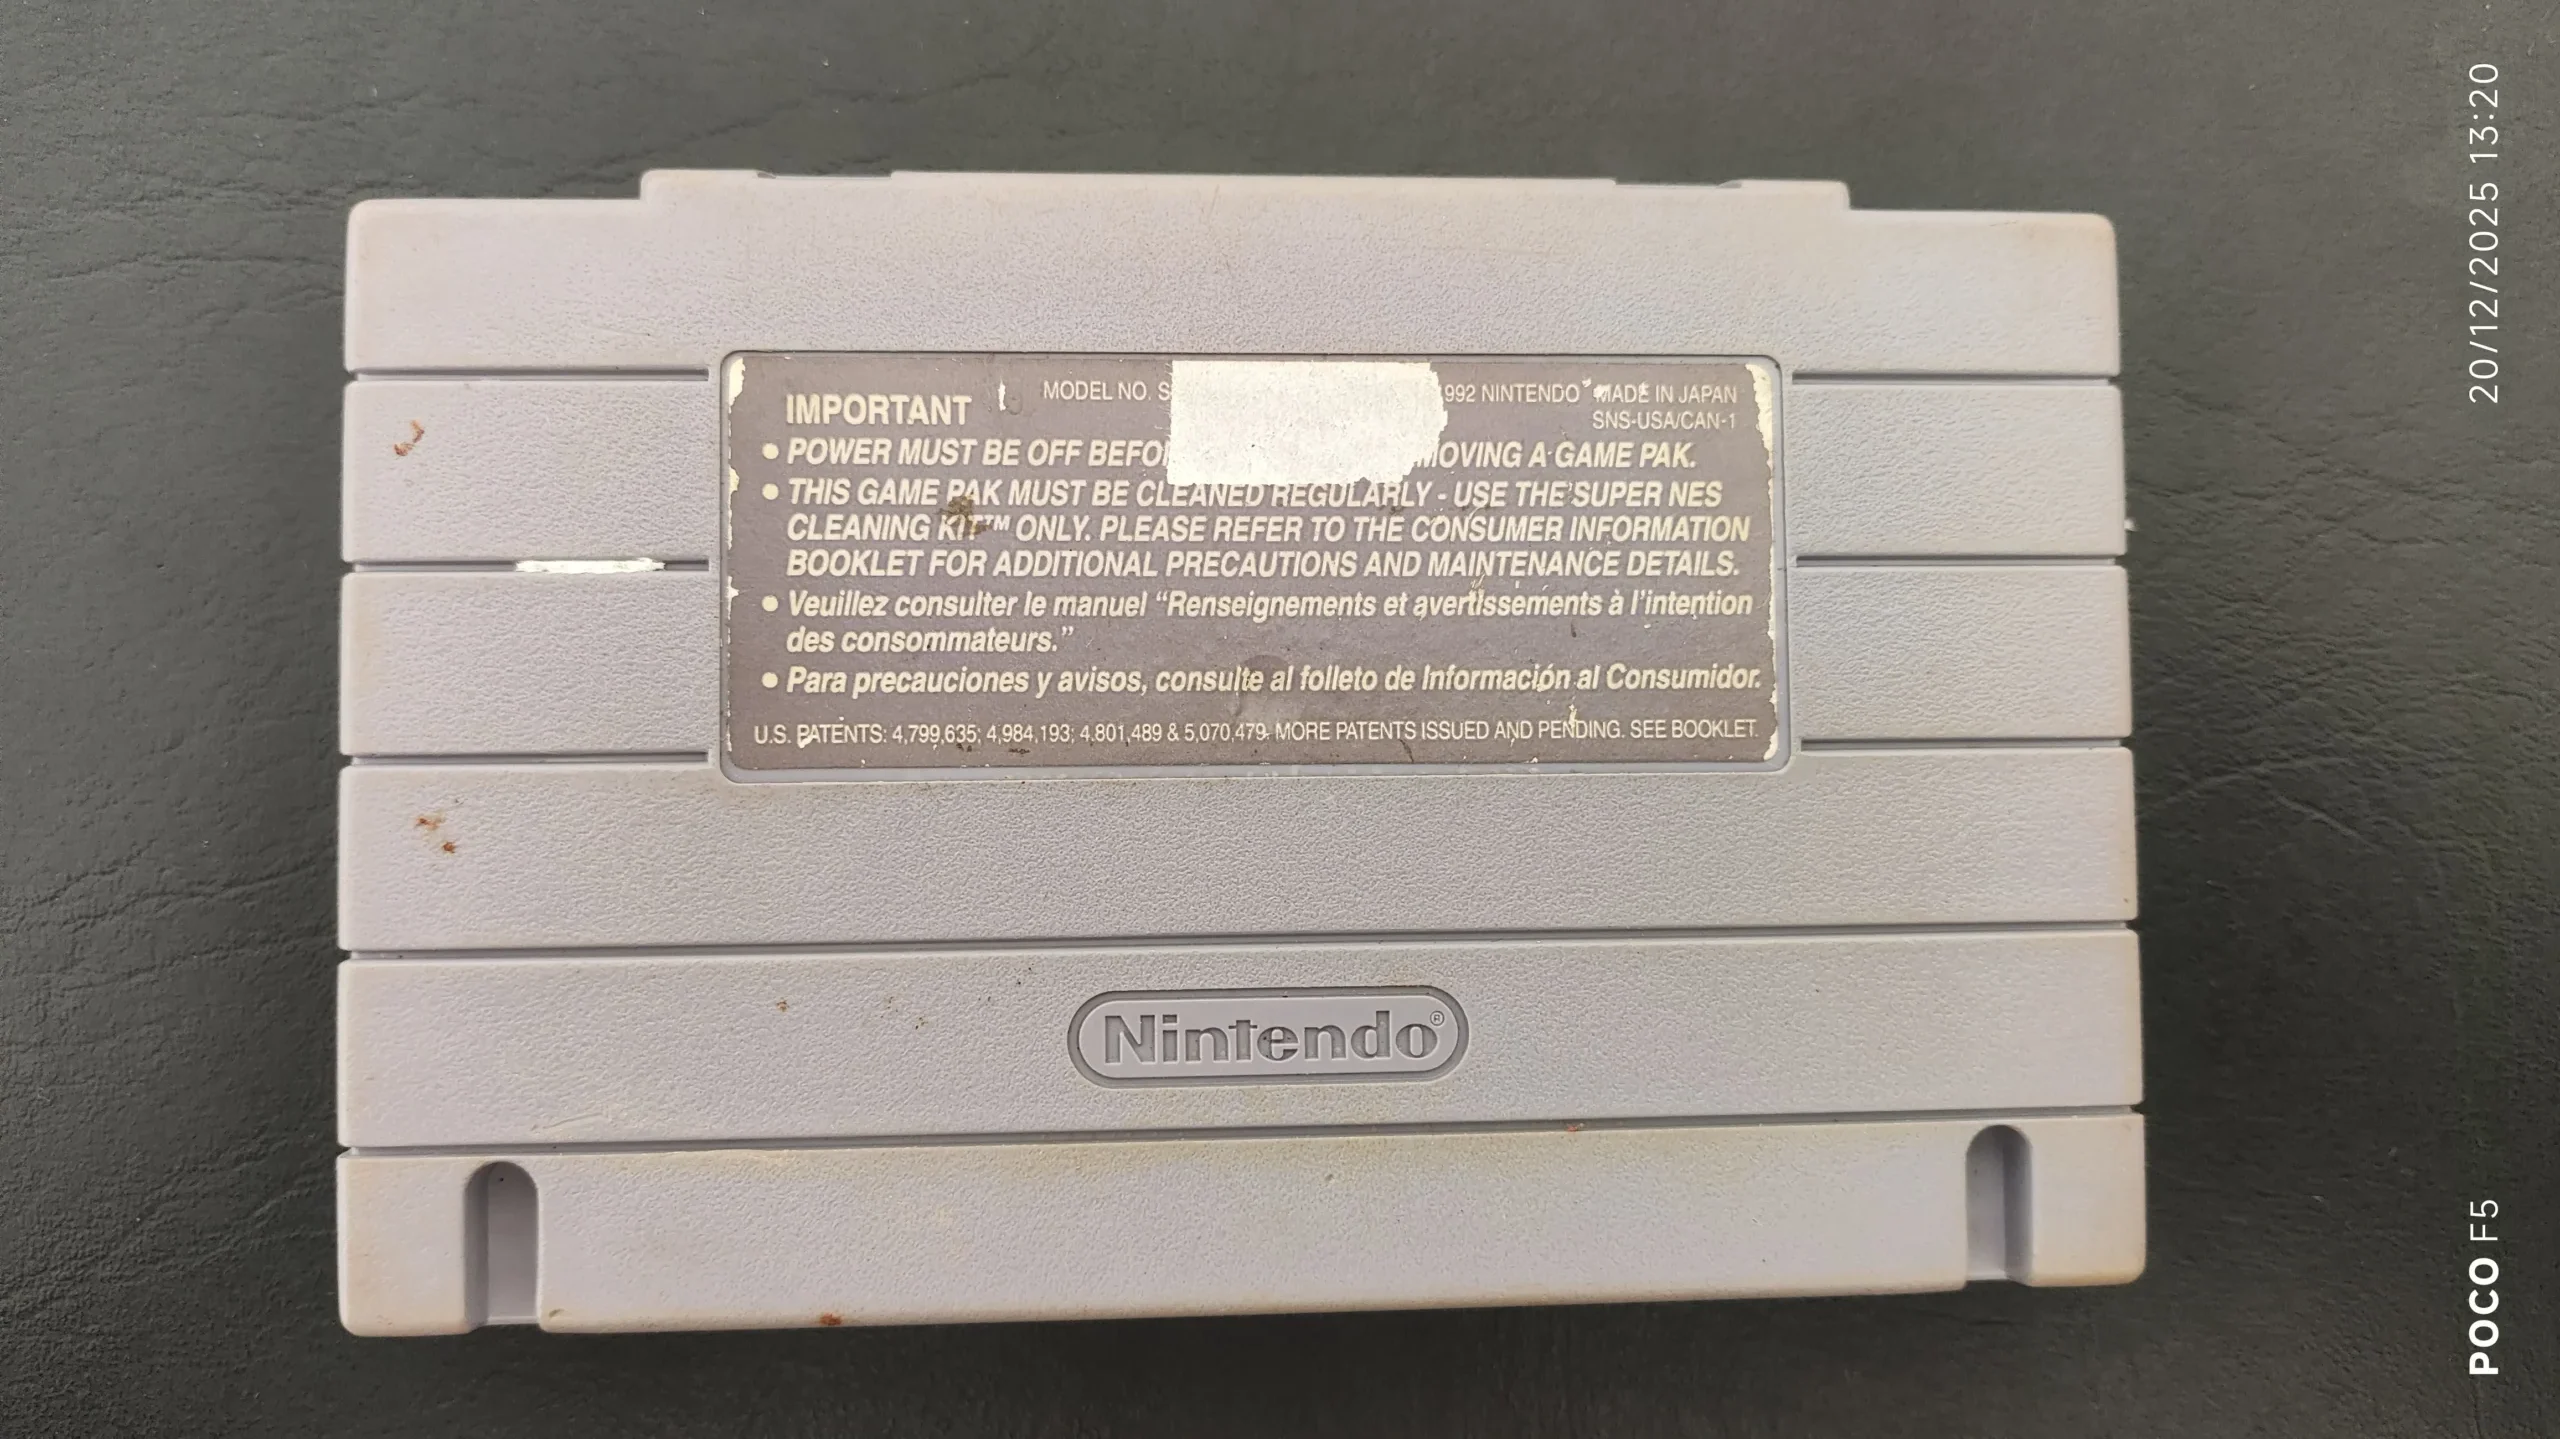 IMPORTANT
MODEL NO. S
992 NINTENDO MADE IN JAPAN
SNS-USA/CAN-1
• POWER MUST BE OFF BEFO MOVING A GAME PAK.
• THIS GAME PAK MUST BE CLEANED REGULARLY - USE THE SUPER NES
CLEANING KIT™ ONLY. PLEASE REFER TO THE CONSUMER INFORMATION
BOOKLET FOR ADDITIONAL PRECAUTIONS AND MAINTENANCE DETAILS.
• Veuillez consulter le manuel “Renseignements et avertissements à l'intention
des consommateurs.”
• Para precauciones y avisos, consulte al folleto de Información al Consumidor.
U.S. PATENTS: 4,799,635; 4,984,193; 4,801,489 & 5,070,479. MORE PATENTS ISSUED AND PENDING. SEE BOOKLET.
Nintendo®
20/12/2025 13:20
POCO F5